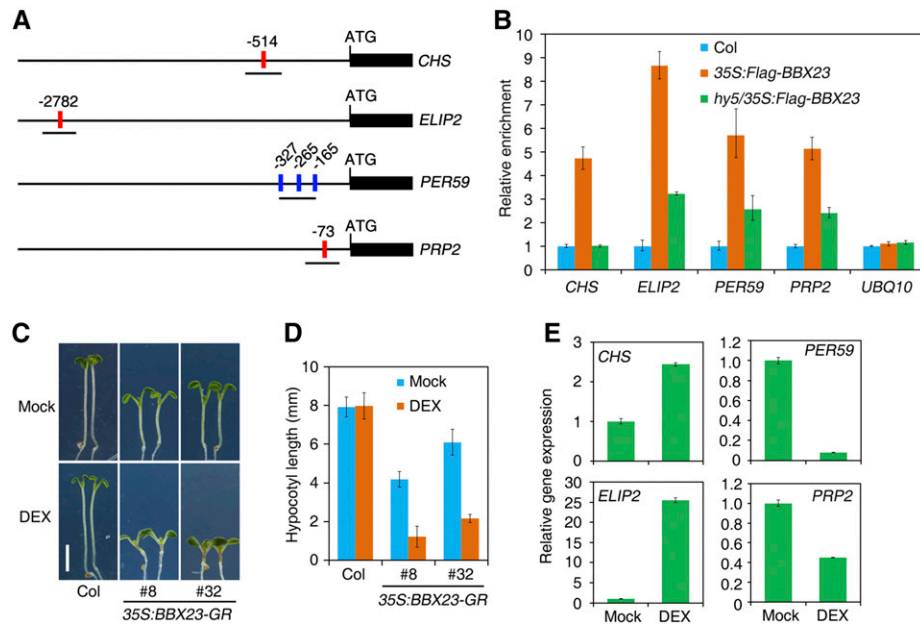 A
-514
ATG
CHS
-2782
ATG
ELIP2
-327
-265
-165
ATG
PER59
-73
ATG
PRP2
B
Relative enrichment
10
9
8
7
6
5
4
3
2
1
0
Col
35S:Flag-BBX23
hy5/35S:Flag-BBX23
CHS
ELIP2
PER59
PRP2
UBQ10
C
Mock
DEX
Col
#8
#32
35S:BBX23-GR
D
Hypocotyl length (mm)
8
6
4
2
0
Mock
DEX
Col
#8
#32
35S:BBX23-GR
E
Relative gene expression
CHS
3
2
1
0
PER59
1.2
1
0.8
0.6
0.4
0.2
0
ELIP2
30
25
20
15
10
5
0
Mock
DEX
PRP2
1.2
1.0
0.8
0.6
0.4
0.2
0
Mock
DEX